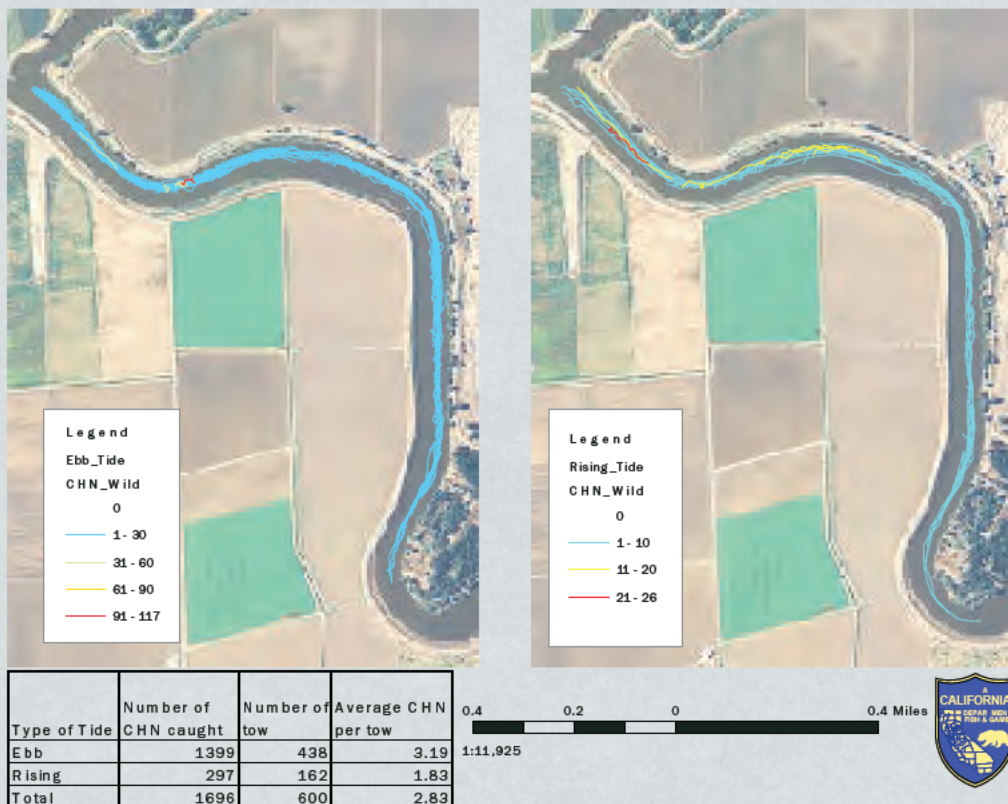 Legend
Ebb_Tide
CHN_Wild
0
1 - 30
31 - 60
61 - 90
91 - 117
Legend
Rising_Tide
CHN_Wild
0
1 - 10
11 - 20
21 - 26
Type of Tide Number of CHN caught Number of tow Average CHN per tow
Ebb 1399 438 3.19
Rising 297 162 1.83
Total 1696 600 2.83
0.4 0.2 0 0.4 Miles
1:11,925
CALIFORNIA
FISH & GAME